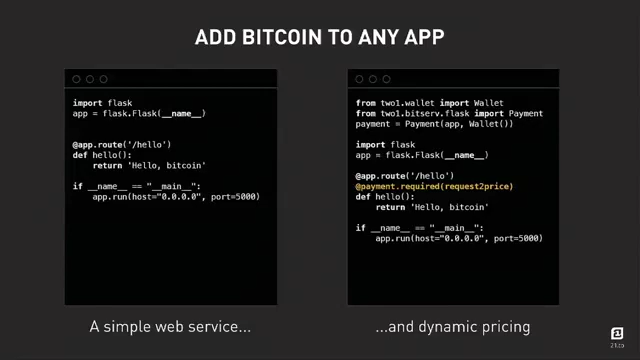 ADD BITCOIN TO ANY APP
import flask
app = flask.Flask(__name__)
@app.route('/hello')
def hello():
    return 'Hello, bitcoin'
if __name__ == "__main__":
    app.run(host="0.0.0.0", port=5000)
A simple web service...
from two1.wallet import Wallet
from two1.bitserv.flask import Payment
payment = Payment(app, Wallet())
import flask
app = flask.Flask(__name__)
@app.route('/hello')
@payment.required(request2price)
def hello():
    return 'Hello, bitcoin'
if __name__ == "__main__":
    app.run(host="0.0.0.0", port=5000)
...and dynamic pricing
21.co